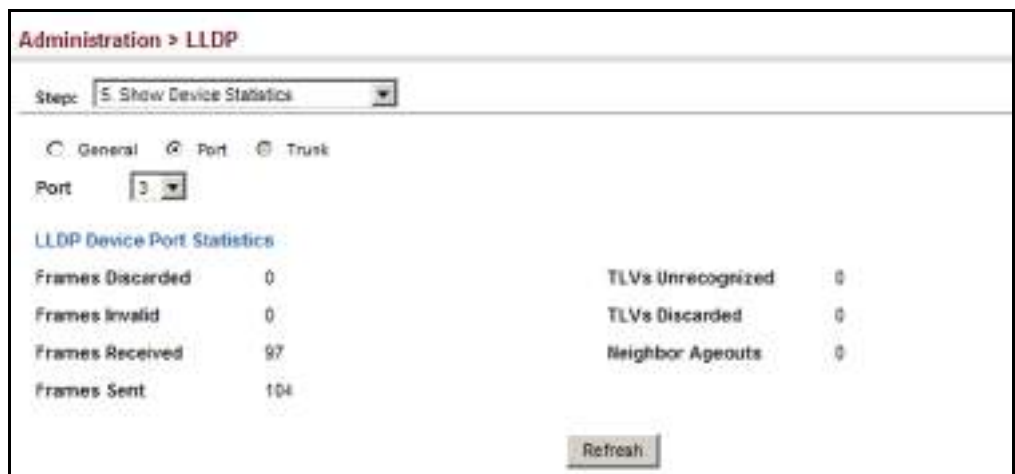 Administration > LLDP
Step: 5. Show Device Statistics
General Port Trunk
Port 3
LLDP Device Port Statistics
Frames Discarded 0 TLVs Unrecognized 0
Frames Invalid 0 TLVs Discarded 0
Frames Received 97 Neighbor Ageouts 0
Frames Sent 104
Refresh